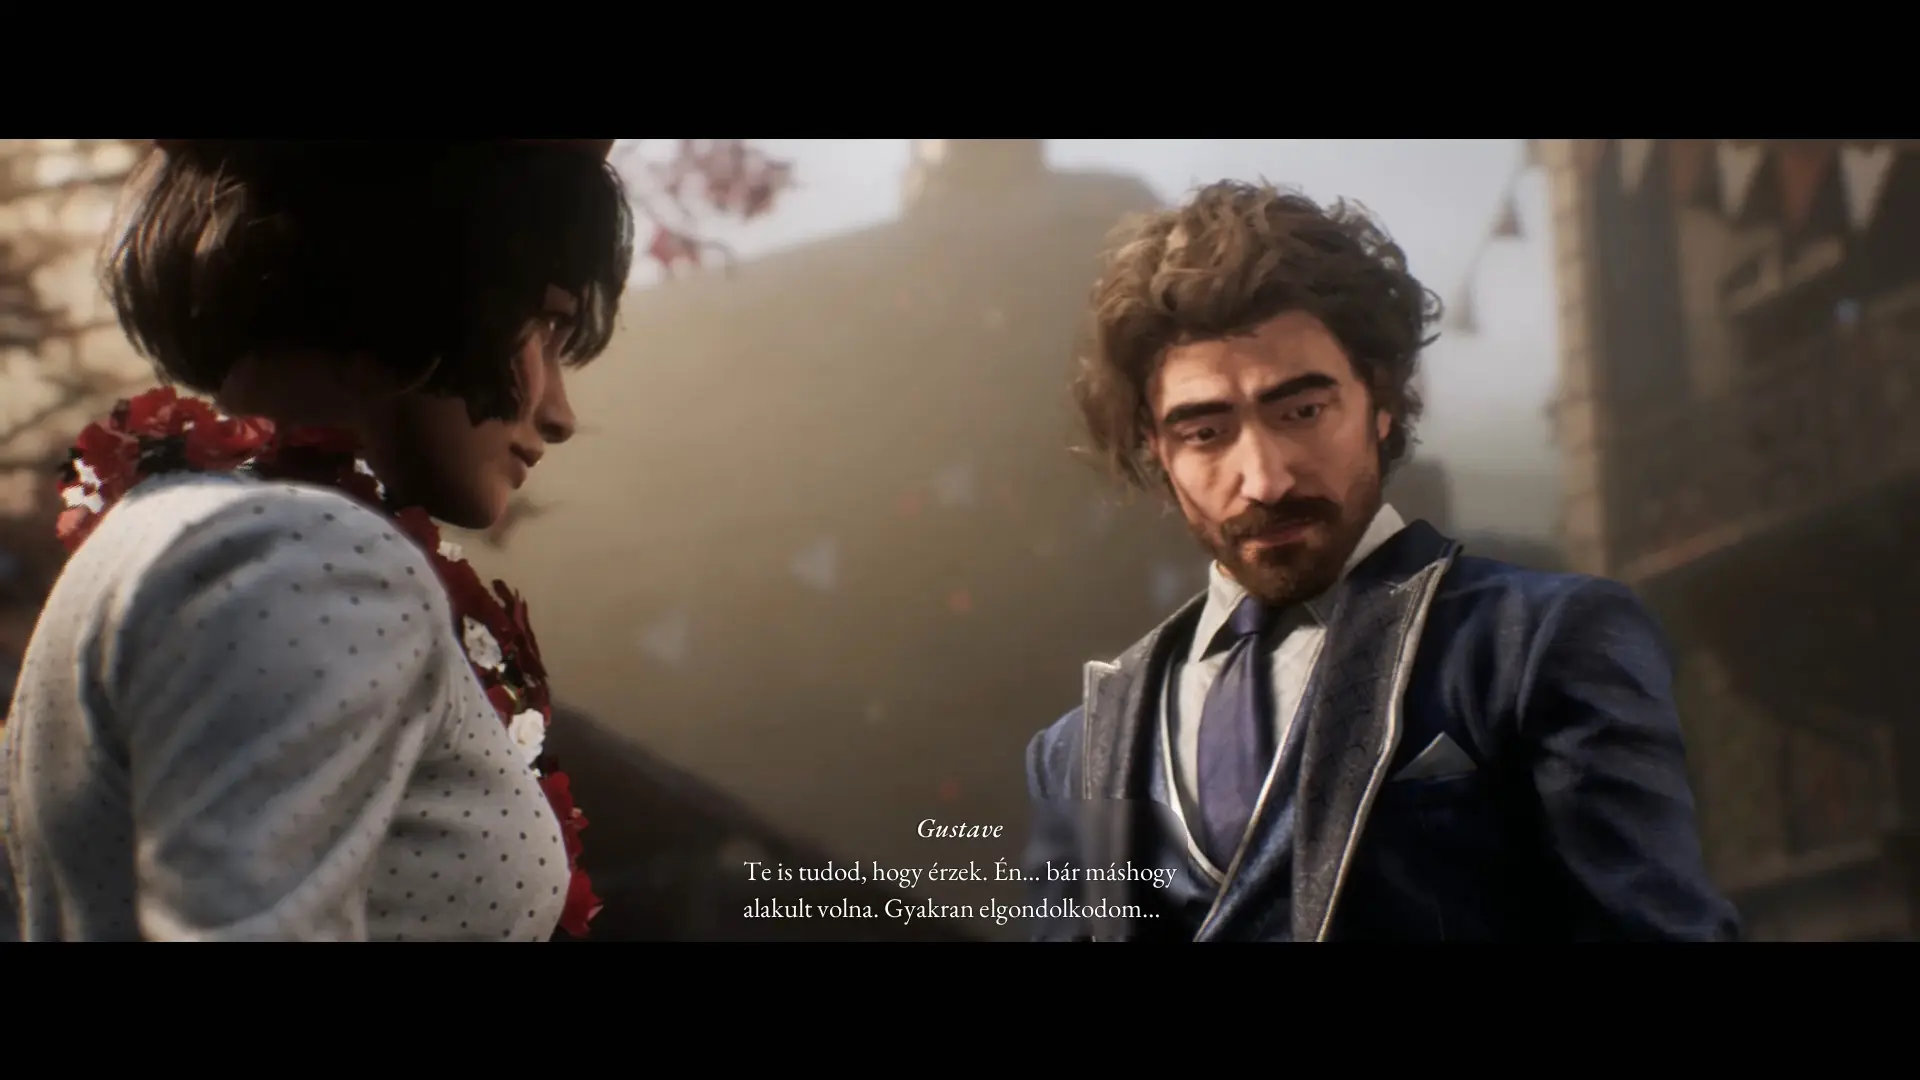 Gustave
Te is tudod, hogy érzek. Én... bár máshogy
alakult volna. Gyakran elgondolkodom...